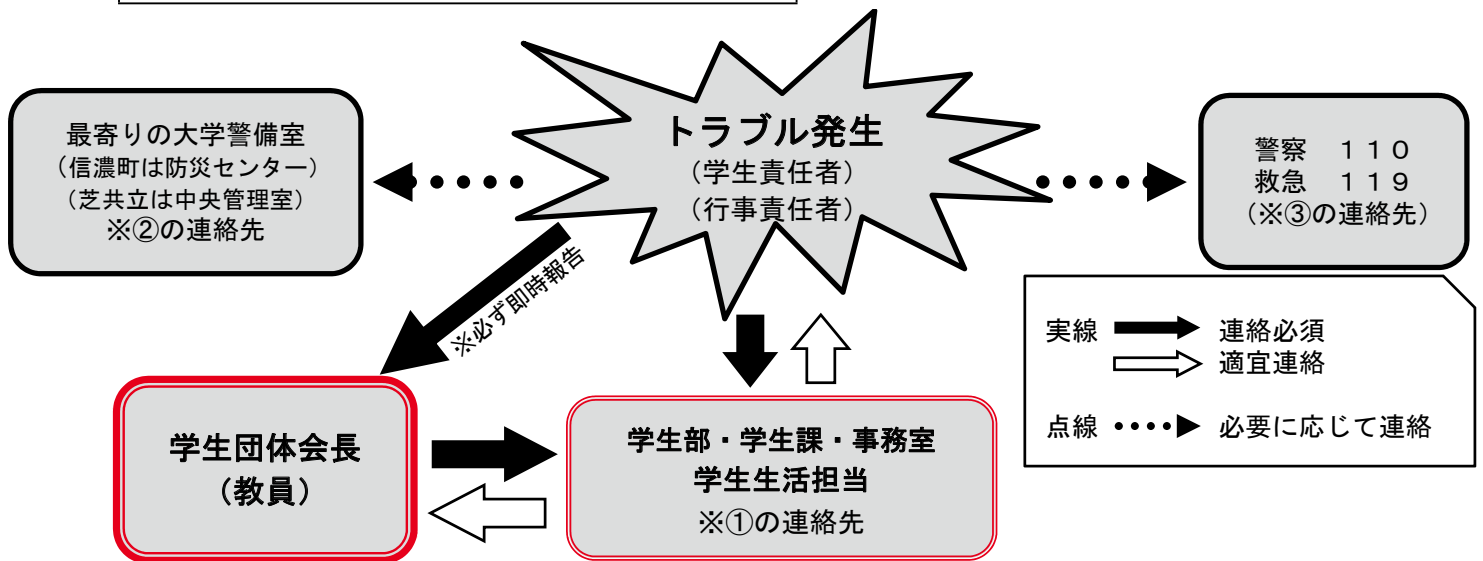 トラブル発生
（学生責任者）
（行事責任者）
最寄りの大学警備室
（信濃町は防災センター）
（芝共立は中央管理室）
※②の連絡先
警察　１１０
救急　１１９
（※③の連絡先）
※必ず即時報告
実線　連絡必須
適宜連絡
点線　必要に応じて連絡
学生団体会長
（教員）
学生部・学生課・事務室
学生生活担当
※①の連絡先